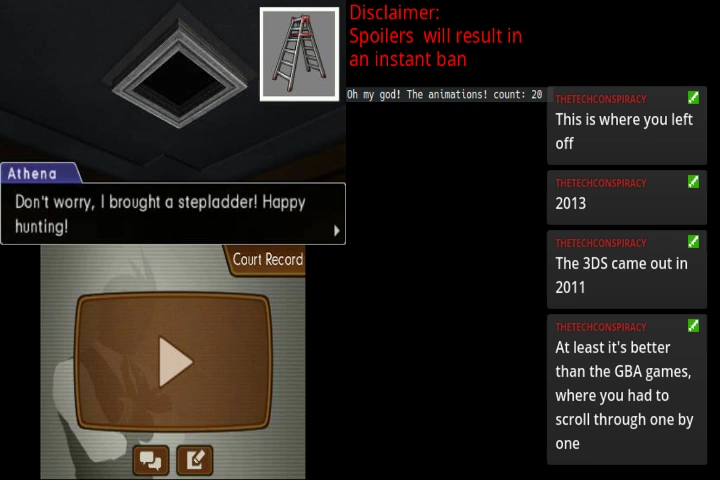 Disclaimer:
Spoilers will result in
an instant ban
Oh my god! The animations! count: 20
Athena
Don't worry, I brought a stepladder! Happy
hunting!
Court Record
THETECHCONSPIRACY
This is where you left
off
THETECHCONSPIRACY
2013
THETECHCONSPIRACY
The 3DS came out in
2011
THETECHCONSPIRACY
At least it's better
than the GBA games,
where you had to
scroll through one by
one